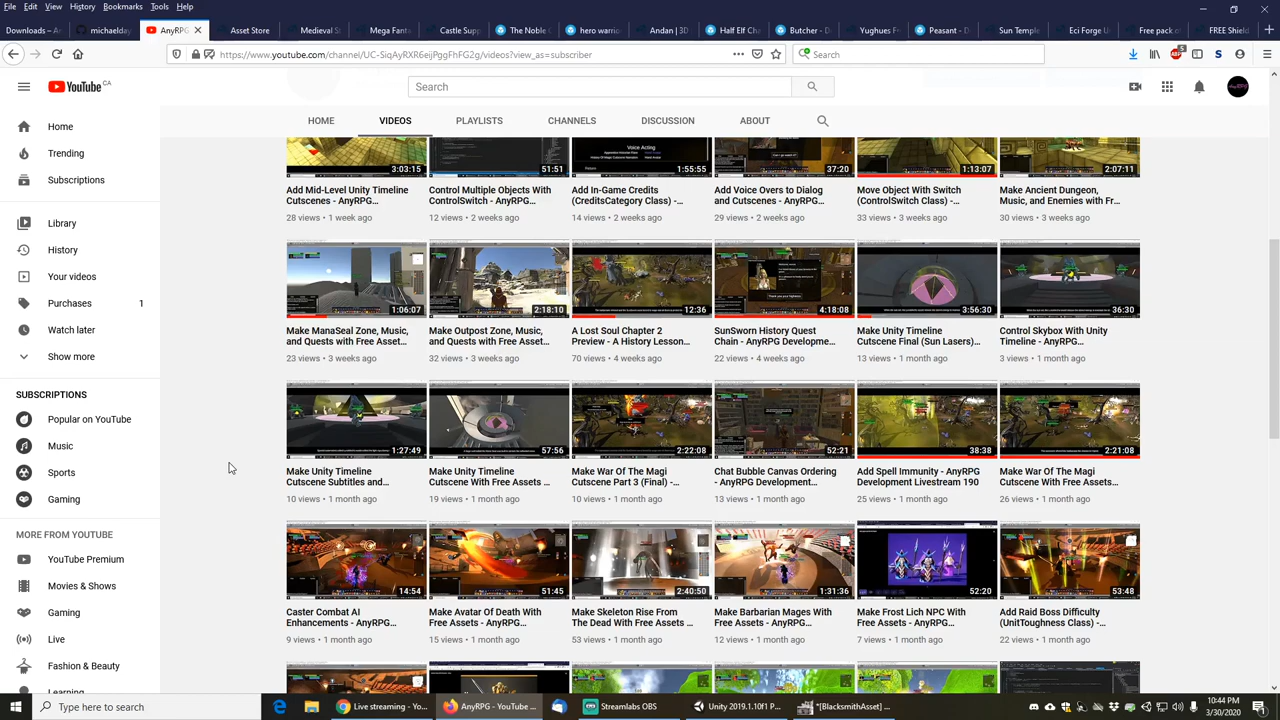 File Edit View History Bookmarks Tools Help
Downloads – A
michaelday
AnyRPG
Asset Store
Medieval S
Mega Fanta
Castle Supp
The Noble
hero warrio
Andan | 3D
Half Elf Cha
Butcher - D
Yughues F
Peasant - D
Sun Temple
Eci Forge U
Free pack o
FREE Shield
https://www.youtube.com/channel/UC-SiqAyRXR6eijPggFhFG2g/videos?view_as=subscriber
Search
YouTube CA
Search
HOME VIDEOS PLAYLISTS CHANNELS DISCUSSION ABOUT
Home
Trending
Subscriptions
Library
History
Your videos
Purchases 1
Watch later
Show more
SUBSCRIPTIONS
Popular on YouTube
Music
Sports
Gaming
MORE FROM YOUTUBE
YouTube Premium
Movies & Shows
Gaming
Live
Fashion & Beauty
Learning
3:03:15
Add Mid-Level Unity Timeline
Cutscenes - AnyRPG...
28 views • 1 week ago
51:51
Control Multiple Objects With
ControlSwitch - AnyRPG...
12 views • 2 weeks ago
Voice Acting
1:55:55
Add In-Game Credits
(CreditsCategory Class) -...
14 views • 2 weeks ago
37:20
Add Voice Overs to Dialog
and Cutscenes - AnyRPG...
29 views • 2 weeks ago
1:13:07
Move Object With Switch
(ControlSwitch Class) -...
33 views • 3 weeks ago
2:07:11
Make Ancient Dungeon,
Music, and Enemies with Fr...
30 views • 3 weeks ago
1:06:07
Make ManaSeal Zone, Music,
and Quests with Free Asset...
23 views • 3 weeks ago
2:18:10
Make Outpost Zone, Music,
and Quests with Free Asset...
32 views • 3 weeks ago
12:36
A Lost Soul Chapter 2
Preview - A History Lesson...
70 views • 4 weeks ago
4:18:08
SunSworn History Quest
Chain - AnyRPG Developme...
22 views • 4 weeks ago
3:56:30
Make Unity Timeline
Cutscene Final (Sun Lasers)...
13 views • 1 month ago
36:30
Control Skybox With Unity
Timeline - AnyRPG...
3 views • 1 month ago
1:27:49
Make Unity Timeline
Cutscene Subtitles and...
10 views • 1 month ago
57:56
Make Unity Timeline
Cutscene With Free Assets ...
19 views • 1 month ago
2:22:08
Make War Of The Magi
Cutscene Part 3 (Final) -...
10 views • 1 month ago
52:21
Chat Bubble Canvas Ordering
- AnyRPG Development...
13 views • 1 month ago
38:38
Add Spell Immunity - AnyRPG
Development Livestream 190
25 views • 1 month ago
2:21:08
Make War Of The Magi
Cutscene With Free Assets...
26 views • 1 month ago
14:54
Caster Combat AI
Enhancements - AnyRPG...
9 views • 1 month ago
51:45
Make Avatar Of Death With
Free Assets - AnyRPG...
15 views • 1 month ago
2:40:50
Make Skeleton Rise From
The Dead With Free Assets ...
53 views • 1 month ago
1:31:36
Make Barbarian Mages With
Free Assets - AnyRPG...
12 views • 1 month ago
52:20
Make Frost Lich NPC With
Free Assets - AnyRPG...
7 views • 1 month ago
53:48
Add Raid Boss Difficulty
(UnitToughness Class) -...
22 views • 1 month ago
Type here to search
Live streaming - Yo...
AnyRPG - YouTube ...
Streamlabs OBS
Unity 2019.1.10f1 P...
*[BlacksmithAsset] ...
10:44 PM
3/30/2020